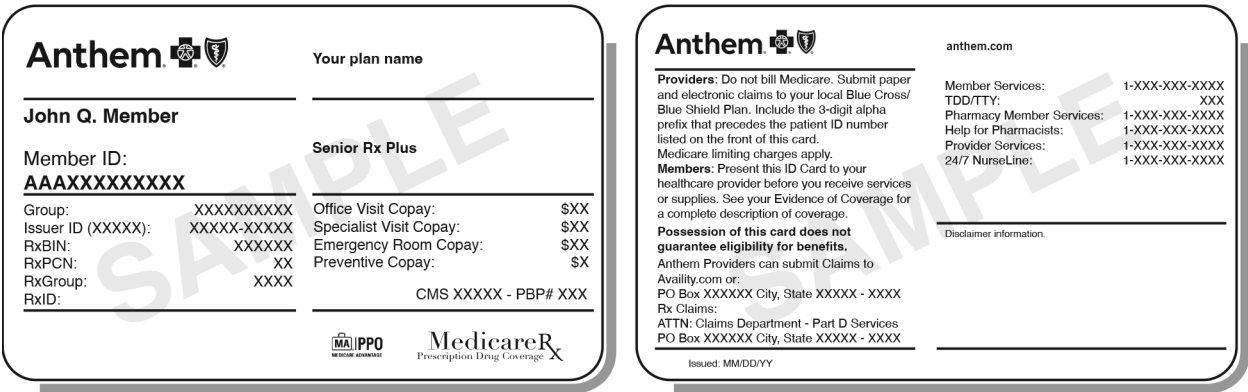 Anthem
Your plan name
John Q. Member
Member ID:
AAAXXXXXXXXX
Senior Rx Plus
Group: XXXXXXXXXX
Issuer ID (XXXXX): XXXXX-XXXXX
RxBIN: XXXXXX
RxPCN: XX
RxGroup: XXXX
RxID:
Office Visit Copay: $XX
Specialist Visit Copay: $XX
Emergency Room Copay: $XX
Preventive Copay: $X
CMS XXXXX - PBP# XXX
MA PPO
MEDICARE ADVANTAGE
MedicareRx
Prescription Drug Coverage
SAMPLE
Anthem
anthem.com
Providers: Do not bill Medicare. Submit paper
and electronic claims to your local Blue Cross/
Blue Shield Plan. Include the 3-digit alpha
prefix that precedes the patient ID number
listed on the front of this card.
Medicare limiting charges apply.
Members: Present this ID Card to your
healthcare provider before you receive services
or supplies. See your Evidence of Coverage for
a complete description of coverage.
Possession of this card does not
guarantee eligibility for benefits.
Anthem Providers can submit Claims to
Availity.com or:
PO Box XXXXXX City, State XXXXX - XXXX
Rx Claims:
ATTN: Claims Department - Part D Services
PO Box XXXXXX City, State XXXXX - XXXX
Issued: MM/DD/YY
Member Services: 1-XXX-XXX-XXXX
TDD/TTY: XXX
Pharmacy Member Services: 1-XXX-XXX-XXXX
Help for Pharmacists: 1-XXX-XXX-XXXX
Provider Services: 1-XXX-XXX-XXXX
24/7 NurseLine: 1-XXX-XXX-XXXX
Disclaimer information.
SAMPLE